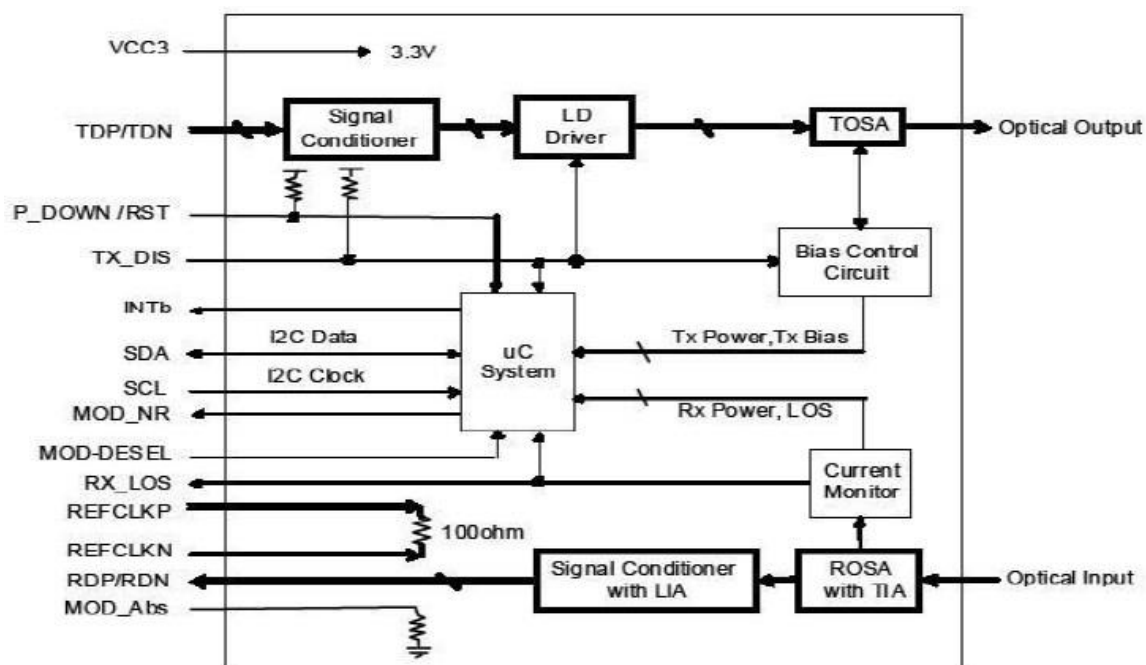 VCC3
3.3V
TDP/TDN
Signal
Conditioner
LD
Driver
TOSA
Optical Output
P_DOWN /RST
TX_DIS
Bias Control
Circuit
INTb
I2C Data
SDA
uC
System
Tx Power,Tx Bias
I2C Clock
SCL
MOD_NR
Rx Power, LOS
MOD-DESEL
RX_LOS
Current
Monitor
REFCLKP
100ohm
REFCLKN
RDP/RDN
Signal Conditioner
with LIA
ROSA
with TIA
Optical Input
MOD_Abs